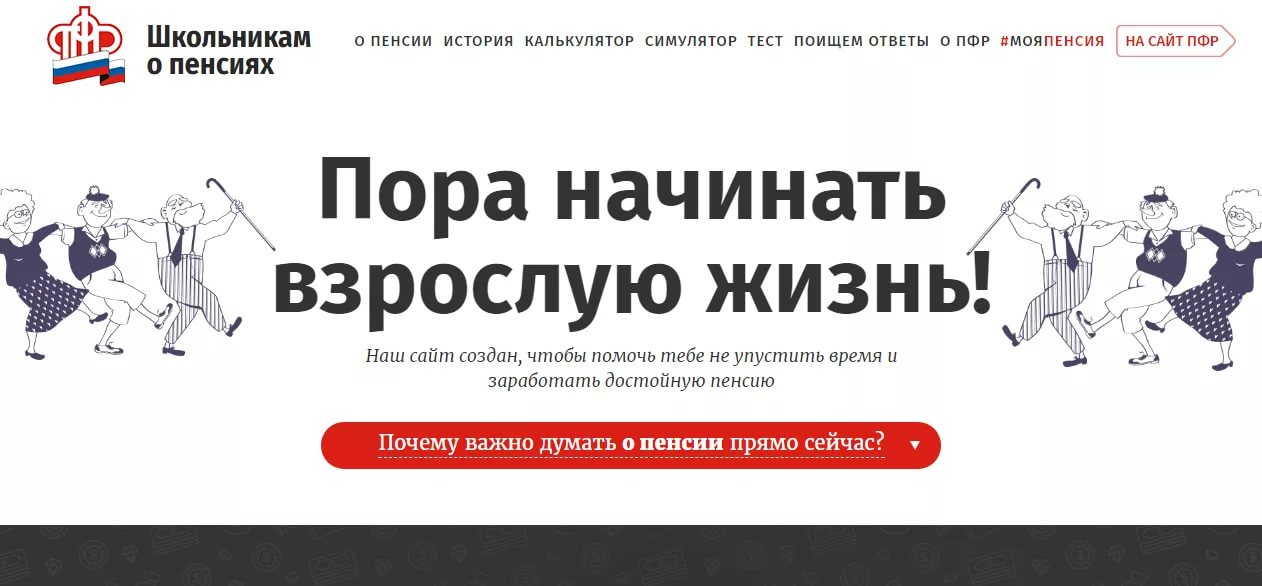 Школьникам
о пенсиях
О ПЕНСИИ ИСТОРИЯ КАЛЬКУЛЯТОР СИМУЛЯТОР ТЕСТ ПОИЩЕМ ОТВЕТЫ О ПФР #МОЯПЕНСИЯ НА САЙТ ПФР
Пора начинать
взрослую жизнь!
Наш сайт создан, чтобы помочь тебе не упустить время и
заработать достойную пенсию
Почему важно думать о пенсии прямо сейчас?